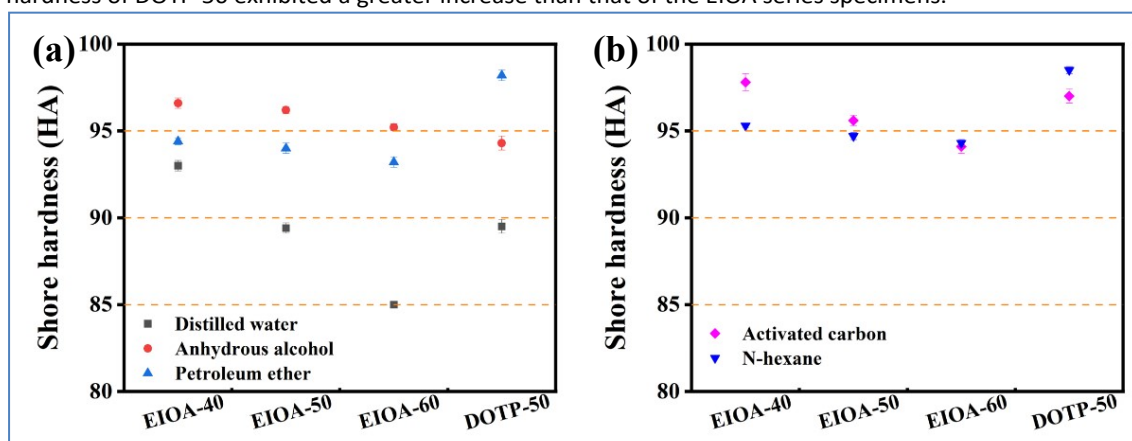 hardness of DOTP-50 exhibited a greater increase than that of the EIOA series specimens.
(a)
Shore hardness (HA)
100
95
90
85
80
Distilled water
Anhydrous alcohol
Petroleum ether
EIOA-40 EIOA-50 EIOA-60 DOTP-50
(b)
Shore hardness (HA)
100
95
90
85
80
Activated carbon
N-hexane
EIOA-40 EIOA-50 EIOA-60 DOTP-50